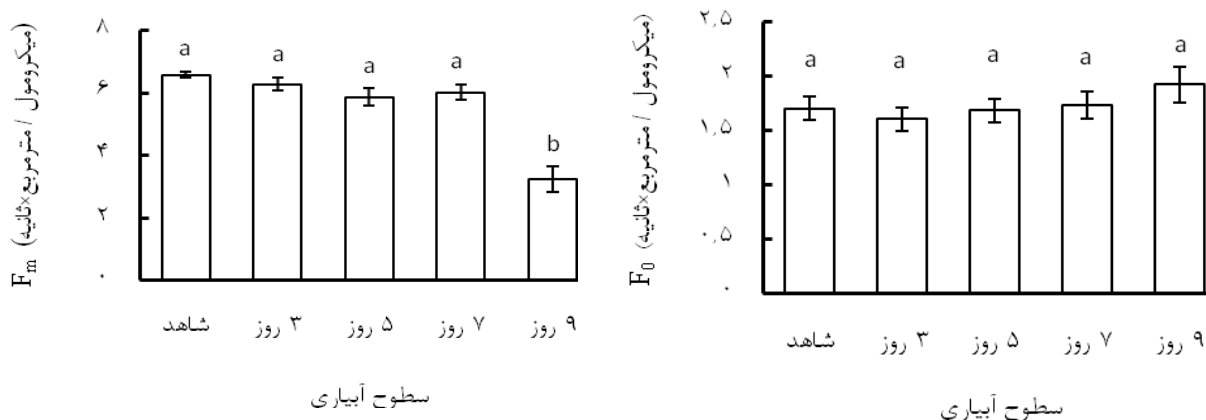 F_m (میکرومول / مترمربع×ثانیه)
۸
۶
۴
۲
۰
a
a
a
a
b
شاهد
۳ روز
۵ روز
۷ روز
۹ روز
سطوح آبیاری
F_0 (میکرومول / مترمربع×ثانیه)
۲٫۵
۲
۱٫۵
۱
۰٫۵
۰
a
a
a
a
a
شاهد
۳ روز
۵ روز
۷ روز
۹ روز
سطوح آبیاری